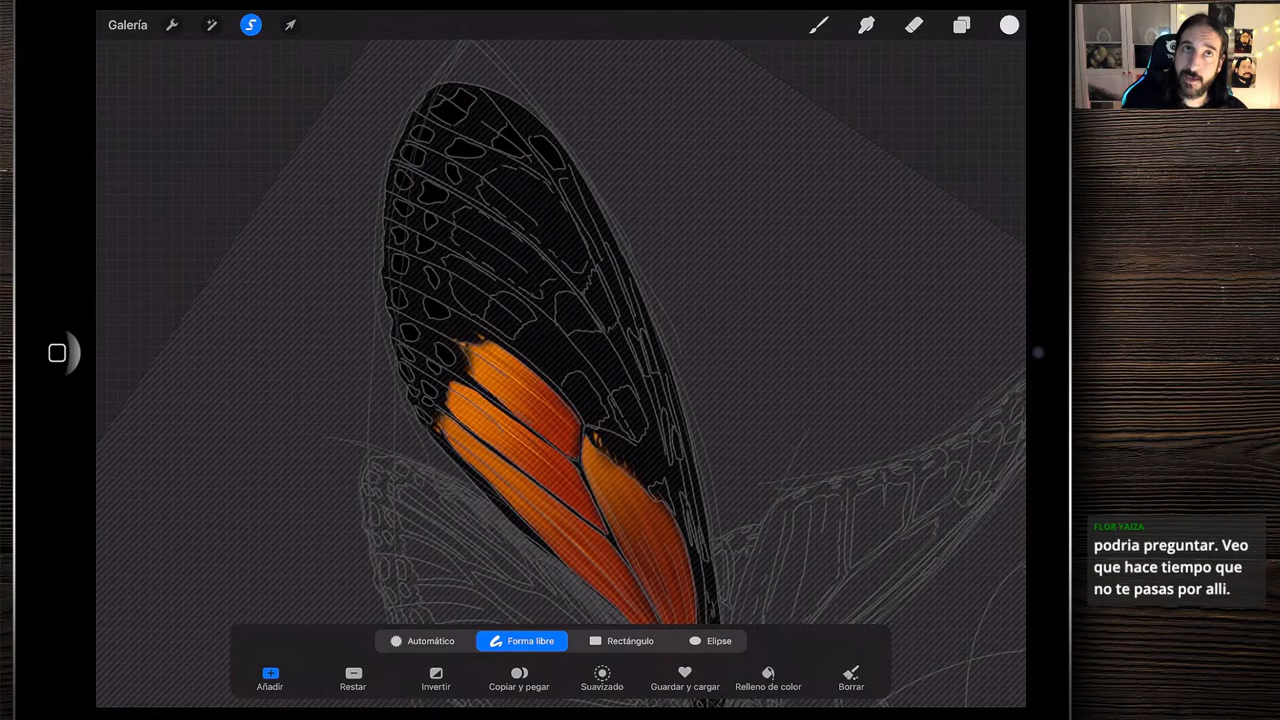 Galería
FLOR-YAIZA
podria preguntar. Veo
que hace tiempo que
no te pasas por alli.
Automático
Forma libre
Rectángulo
Elipse
Añadir
Restar
Invertir
Copiar y pegar
Suavizado
Guardar y cargar
Relleno de color
Borrar